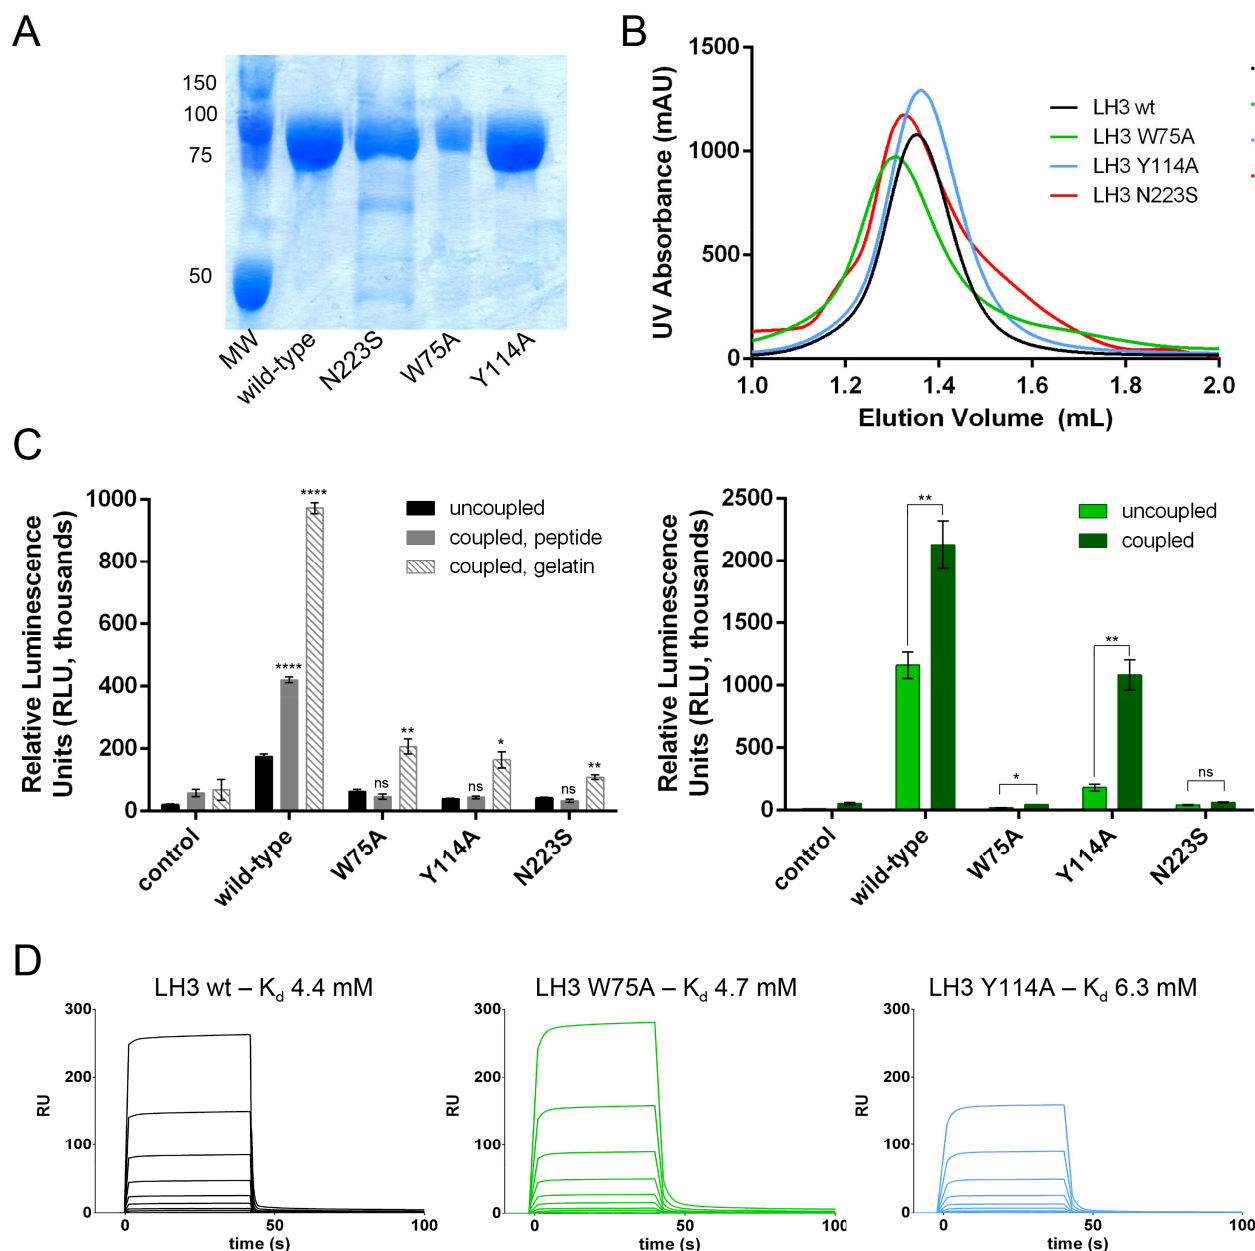 A
150
100
75
50
MW
wild-type
N223S
W75A
Y114A
B
1500
1000
500
0
UV Absorbance (mAU)
1.0 1.2 1.4 1.6 1.8 2.0
Elution Volume (mL)
LH3 wt
LH3 W75A
LH3 Y114A
LH3 N223S
C
1000
800
600
400
200
0
Relative Luminescence
Units (RLU, thousands)
uncoupled
coupled, peptide
coupled, gelatin
****
****
ns
**
ns
*
ns
**
control
wild-type
W75A
Y114A
N223S
2500
2000
1500
1000
500
0
Relative Luminescence
Units (RLU, thousands)
uncoupled
coupled
**
*
**
ns
control
wild-type
W75A
Y114A
N223S
D
LH3 wt – Kd 4.4 mM
300
200
100
0
RU
0 50 100
time (s)
LH3 W75A – Kd 4.7 mM
300
200
100
0
RU
0 50 100
time (s)
LH3 Y114A – Kd 6.3 mM
300
200
100
0
RU
0 50 100
time (s)